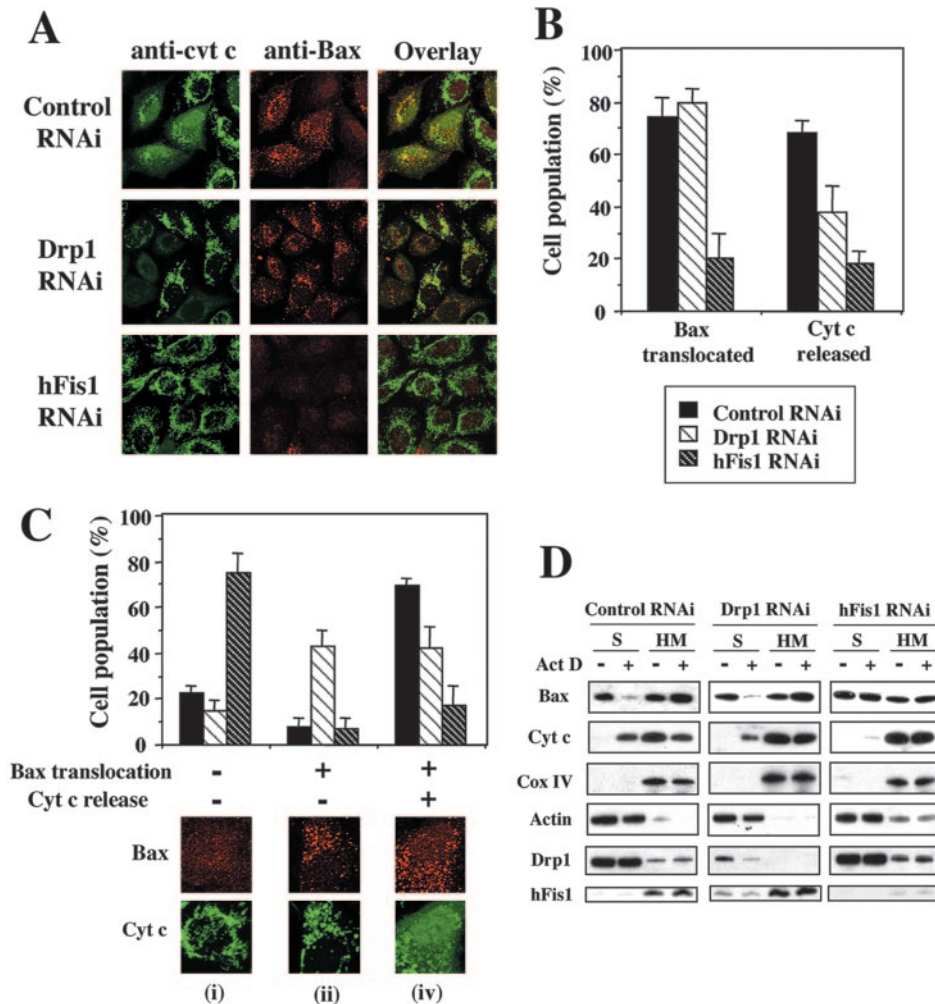 A
anti-cyt c anti-Bax Overlay
Control
RNAi
Drp1
RNAi
hFis1
RNAi
B
Cell population (%)
100
80
60
40
20
0
Bax
translocated
Cyt c
released
Control RNAi
Drp1 RNAi
hFis1 RNAi
C
Cell population (%)
100
80
60
40
20
0
Bax translocation - + +
Cyt c release - - +
Bax
Cyt c
(i) (ii) (iv)
D
Control RNAi Drp1 RNAi hFis1 RNAi
S HM S HM S HM
Act D - + - + - + - + - + - +
Bax
Cyt c
Cox IV
Actin
Drp1
hFis1